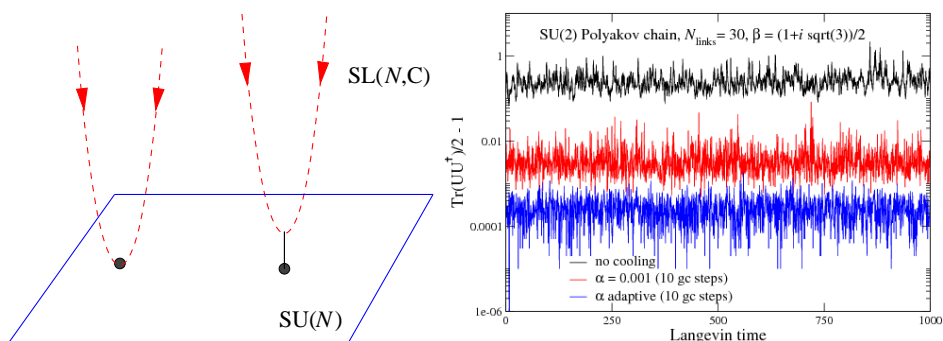 SL(N,C)
SU(N)
SU(2) Polyakov chain, N_links = 30, β = (1+i sqrt(3))/2
Tr(UU†)/2 - 1
1
0.01
0.0001
1e-06
no cooling
α = 0.001 (10 gc steps)
α adaptive (10 gc steps)
0 250 500 750 1000
Langevin time